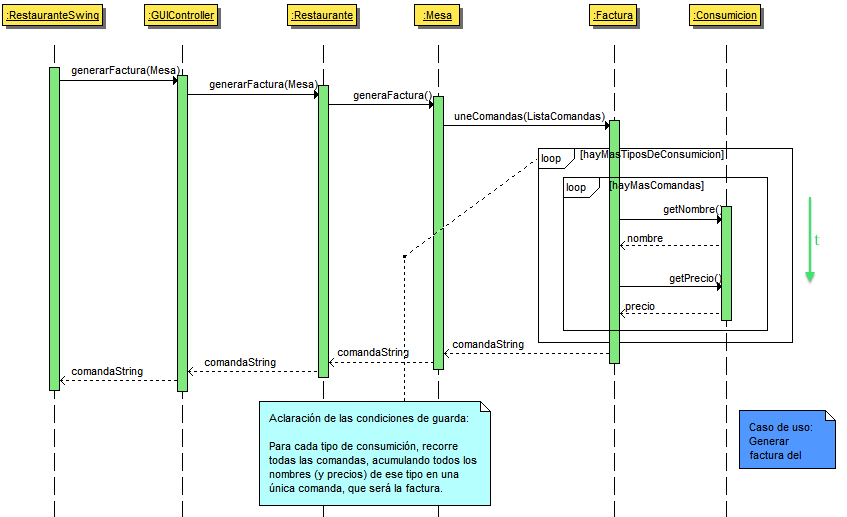 :RestauranteSwing
:GUIController
:Restaurante
:Mesa
:Factura
:Consumicion
generarFactura(Mesa)
generarFactura(Mesa)
generaFactura()
uneComandas(ListaComandas)
loop
[hayMasTiposDeConsumicion]
loop
[hayMasComandas]
getNombre()
nombre
t
getPrecio()
precio
comandaString
comandaString
comandaString
comandaString
Aclaración de las condiciones de guarda:
Para cada tipo de consumición, recorre
todas las comandas, acumulando todos los
nombres (y precios) de ese tipo en una
única comanda, que será la factura.
Caso de uso:
Generar
factura del